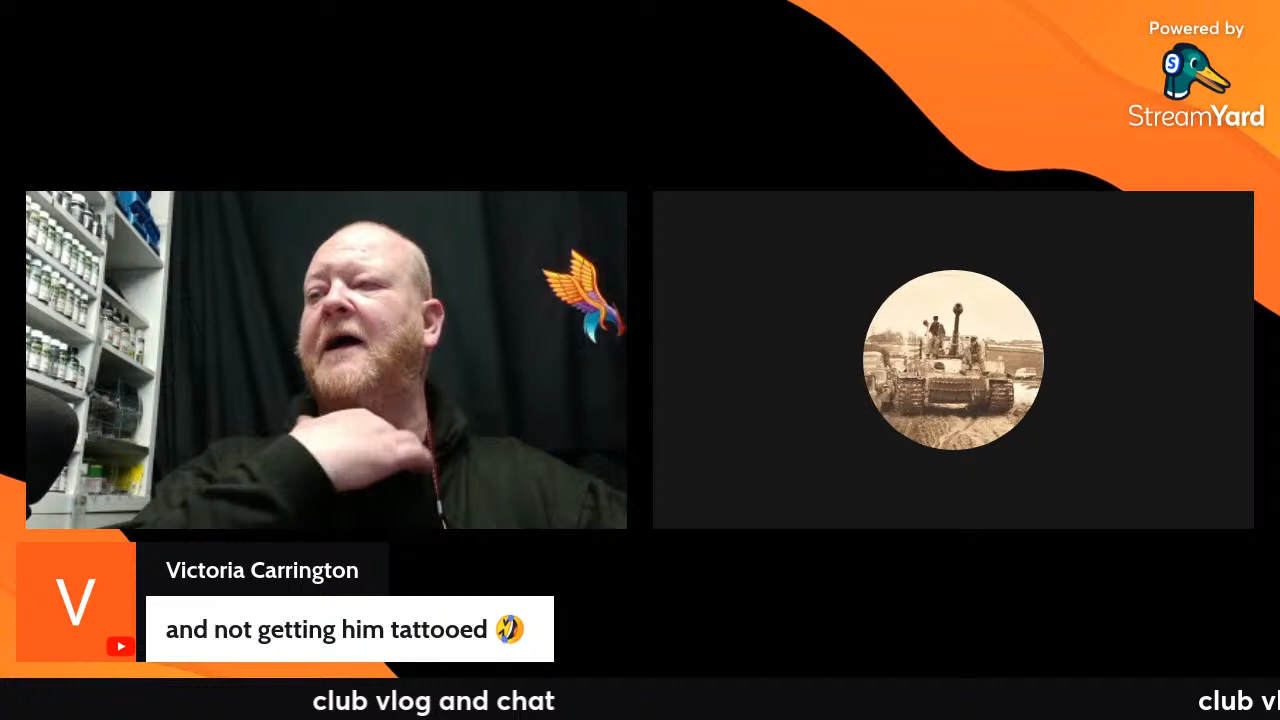 Powered by
S
StreamYard
V
Victoria Carrington
and not getting him tattooed 🤣
club vlog and chat
club vl